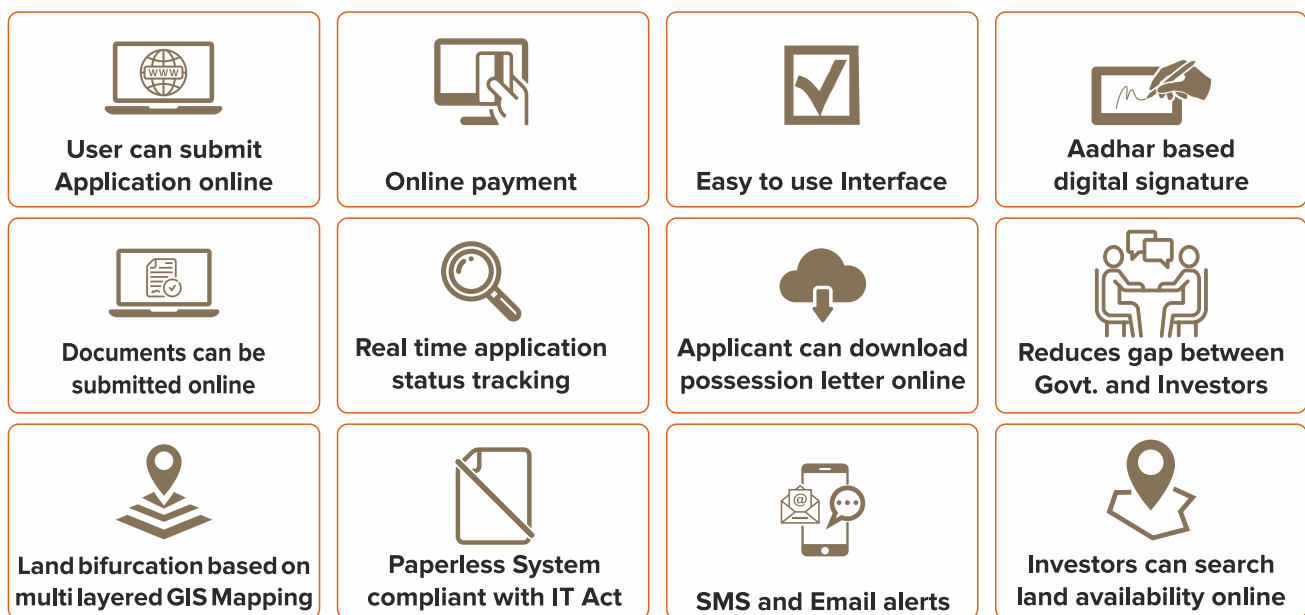 WWW
User can submit
Application online
Online payment
Easy to use Interface
Aadhar based
digital signature
Documents can be
submitted online
Real time application
status tracking
Applicant can download
possession letter online
Reduces gap between
Govt. and Investors
Land bifurcation based on
multi layered GIS Mapping
Paperless System
compliant with IT Act
@
SMS and Email alerts
Investors can search
land availability online